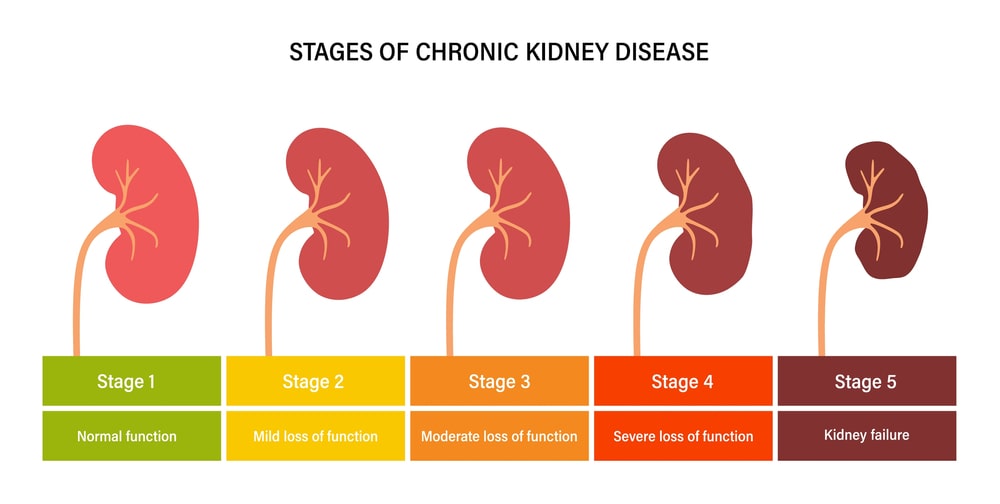 STAGES OF CHRONIC KIDNEY DISEASE
Stage 1
Stage 2
Stage 3
Stage 4
Stage 5
Normal function
Mild loss of function
Moderate loss of function
Severe loss of function
Kidney failure